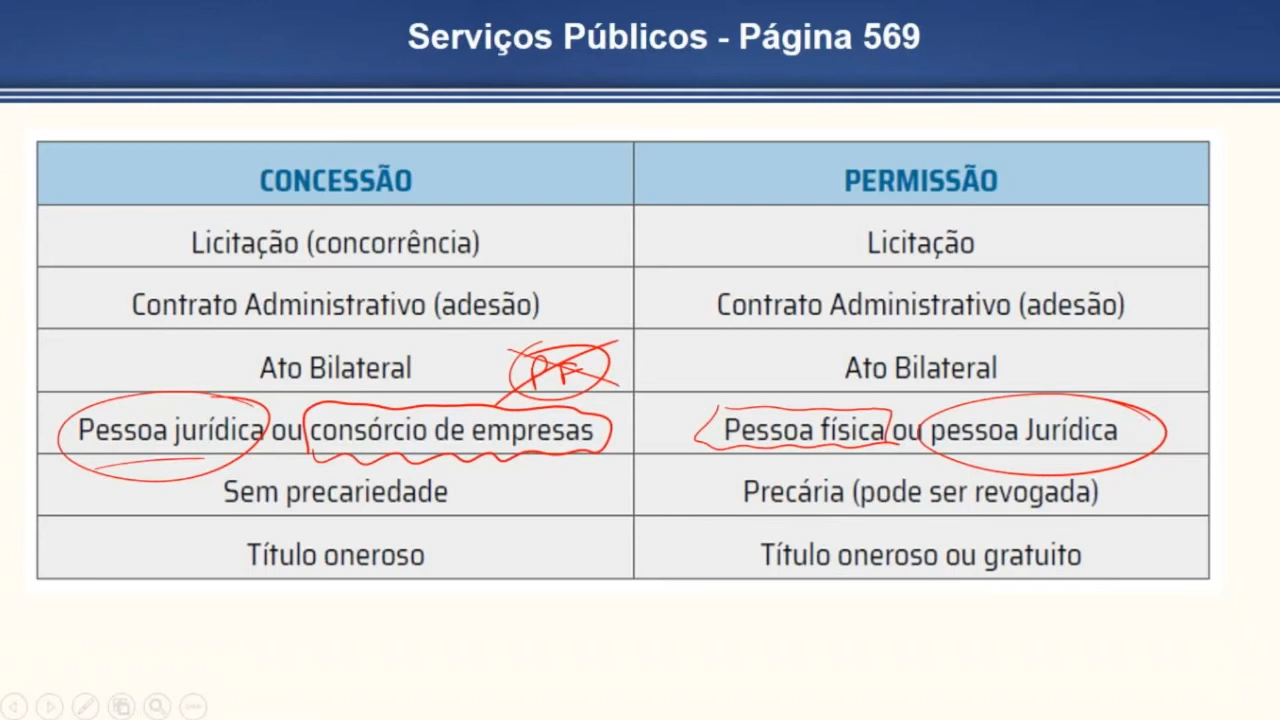 Serviços Públicos - Página 569
CONCESSÃO PERMISSÃO
Licitação (concorrência) Licitação
Contrato Administrativo (adesão) Contrato Administrativo (adesão)
Ato Bilateral PF Ato Bilateral
Pessoa jurídica ou consórcio de empresas Pessoa física ou pessoa Jurídica
Sem precariedade Precária (pode ser revogada)
Título oneroso Título oneroso ou gratuito